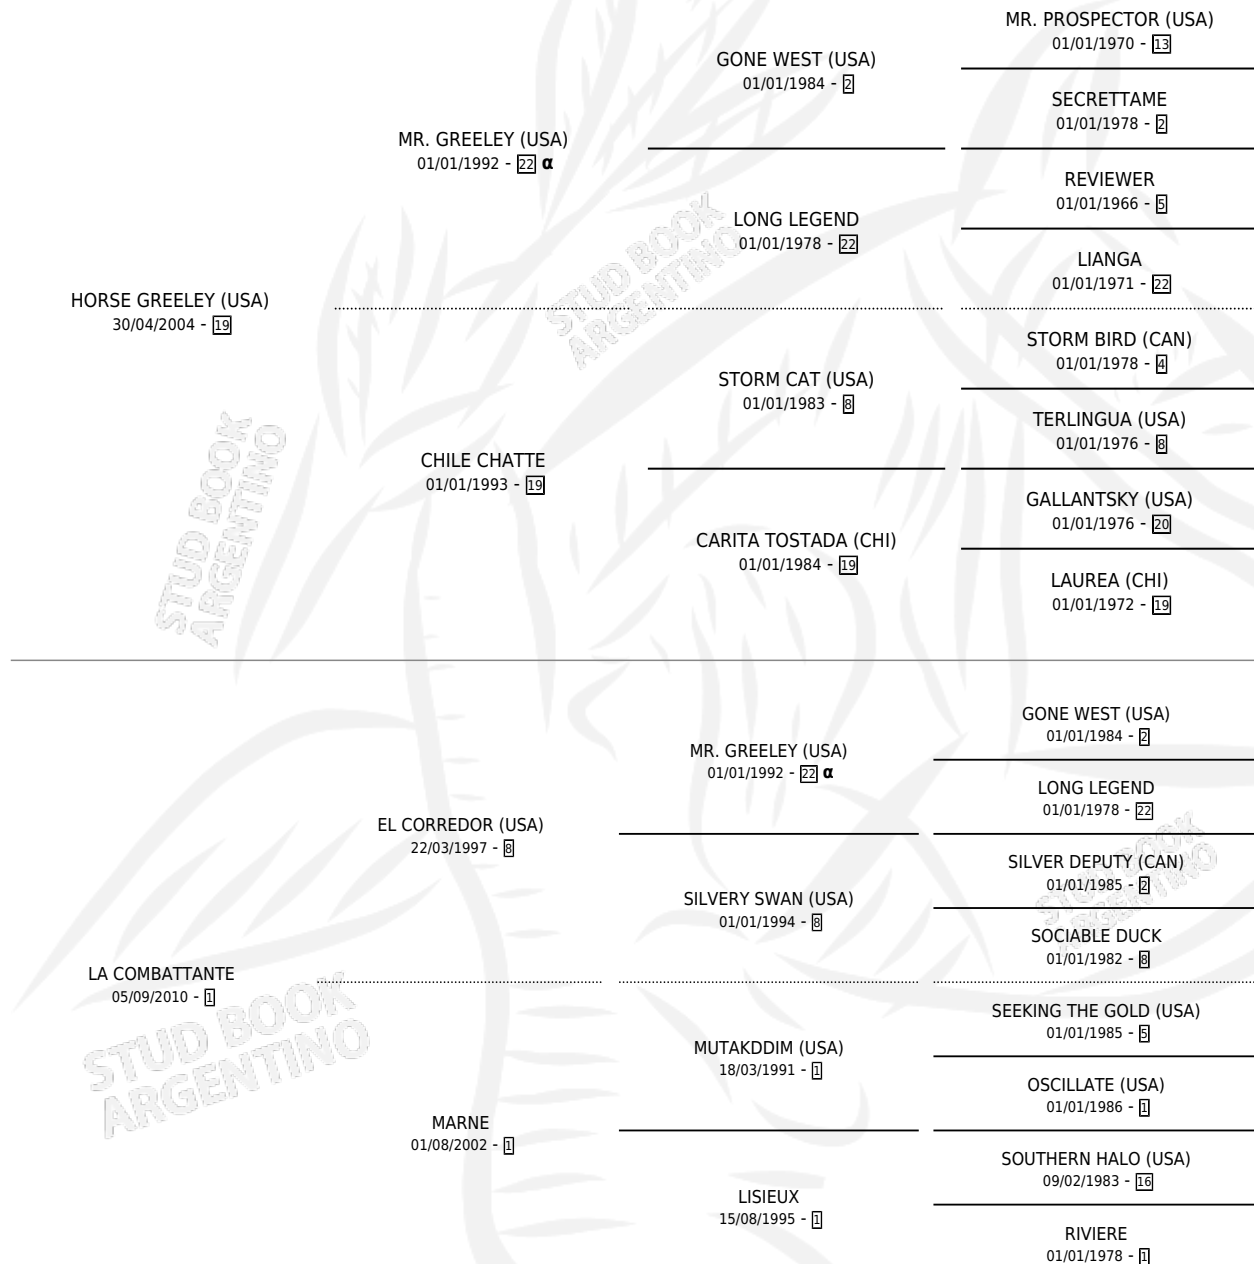 MR. PROSPECTOR (USA)
01/01/1970 - 13
GONE WEST (USA)
01/01/1984 - 2
SECRETTAME
01/01/1978 - 2
MR. GREELEY (USA)
01/01/1992 - 22 α
REVIEWER
01/01/1966 - 5
LONG LEGEND
01/01/1978 - 22
LIANGA
01/01/1971 - 22
HORSE GREELEY (USA)
30/04/2004 - 19
STORM BIRD (CAN)
01/01/1978 - 4
STORM CAT (USA)
01/01/1983 - 8
TERLINGUA (USA)
01/01/1976 - 8
CHILE CHATTE
01/01/1993 - 19
GALLANTSKY (USA)
01/01/1976 - 20
CARITA TOSTADA (CHI)
01/01/1984 - 19
LAUREA (CHI)
01/01/1972 - 19
GONE WEST (USA)
01/01/1984 - 2
MR. GREELEY (USA)
01/01/1992 - 22 α
LONG LEGEND
01/01/1978 - 22
EL CORREDOR (USA)
22/03/1997 - 8
SILVER DEPUTY (CAN)
01/01/1985 - 2
SILVERY SWAN (USA)
01/01/1994 - 8
SOCIABLE DUCK
01/01/1982 - 8
LA COMBATTANTE
05/09/2010 - 1
SEEKING THE GOLD (USA)
01/01/1985 - 5
MUTAKDDIM (USA)
18/03/1991 - 1
OSCILLATE (USA)
01/01/1986 - 1
MARNE
01/08/2002 - 1
SOUTHERN HALO (USA)
09/02/1983 - 16
LISIEUX
15/08/1995 - 1
RIVIERE
01/01/1978 - 1
STUD BOOK
ARGENTINO
STUD BOOK
ARGENTINO
STUD BOOK
ARGENTINO
STUD BOOK
ARGENTINO